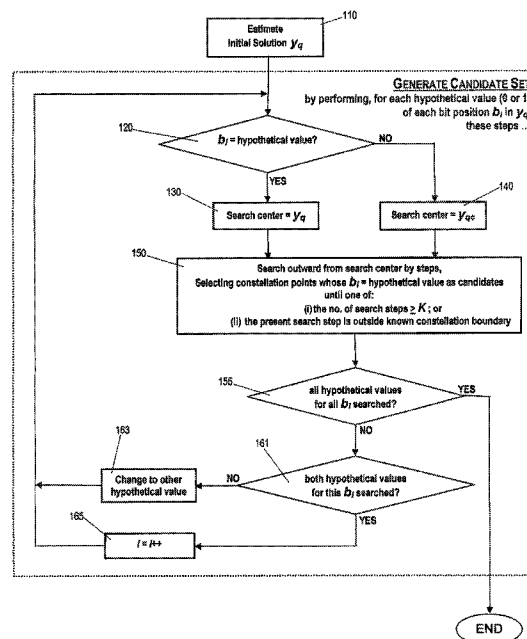 110
Estimate
Initial Solution yq
GENERATE CANDIDATE SET
by performing, for each hypothetical value (0 or 1
of each bit position bi in yq
these steps ...
120
bi = hypothetical value?
NO
YES
130
Search center = yq
140
Search center = yqc
150
Search outward from search center by steps,
Selecting constellation points whose bi = hypothetical value as candidates
until one of:
(i) the no. of search steps ≥ K; or
(ii) the present search step is outside known constellation boundary
155
all hypothetical values
for all bi searched?
YES
NO
163
161
Change to other
hypothetical value
NO
both hypothetical values
for this bi searched?
YES
165
i = i++
END